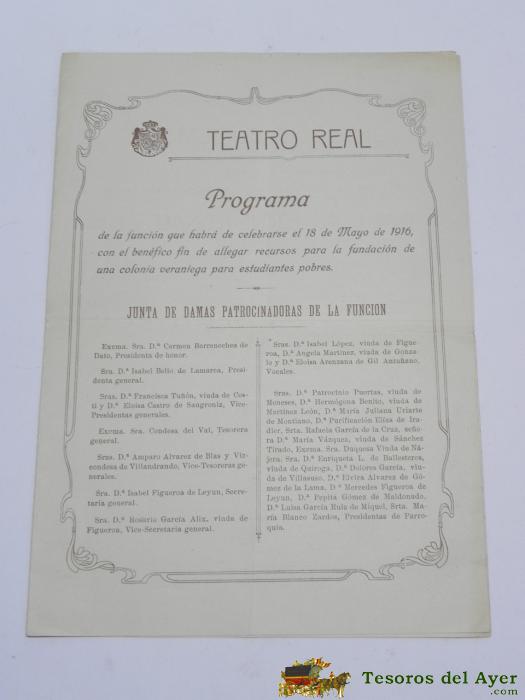 TEATRO REAL
Programa
de la función que habrá de celebrarse el 18 de Mayo de 1916,
con el benéfico fin de allegar recursos para la fundación de
una colonia veraniega para estudiantes pobres.
JUNTA DE DAMAS PATROCINADORAS DE LA FUNCION
Excma. Sra. D.ª Carmen Barrenechea de
Dato, Presidenta de honor.
Sra. D.ª Isabel Bello de Lamarca, Presi-
denta general.
Sras. D.ª Francisca Tuñón, viuda de Cos-
ti y D.ª Eloísa Castro de Sangroniz, Vice-
Presidentas generales.
Excma. Sra. Condesa del Val, Tesorera
general.
Sras. D.ª Amparo Alvarez de Blas y Viz-
condesa de Villandrando, Vice-Tesoreras ge-
nerales.
Sra. D.ª Isabel Figueroa de Leyun, Secre-
taria general.
Sra. D.ª Rosario García Alix, viuda de
Figueroa, Vice-Secretaria general.
Sras. D.ª Isabel López, viuda de Figue-
roa, D.ª Angela Martínez, viuda de Gonza-
lo y D.ª Eloísa Arenzana de Gil Antuñano,
Vocales.
Sras. D.ª Patrocinio Puertas, viuda de
Meneses, D.ª Hermógena Benito, viuda de
Martínez León, D.ª María Juliana Uriarte
de Montiano, D.ª Purificación Elías de Ira-
dier, Srta. Rafaela García de la Cruz, seño-
ra D.ª María Vázquez, viuda de Sánchez
Tirado, Excma. Sra. Duquesa Viuda de Ná-
jera, Sra. D.ª Enriqueta L. de Ballesteros,
viuda de Quiroga, D.ª Dolores García, viu-
da de Villasuso, D.ª Elvira Alvarez de Gó-
mez de la Lama, D.ª Mercedes Figueroa de
Leyun, D.ª Pepita Gómez de Maldonado,
D.ª Luisa García Ruiz de Miquel, Srta. Ma-
ría Blanco Zardos, Presidentas de Parro-
quia.
Tesoros del Ayer
.com